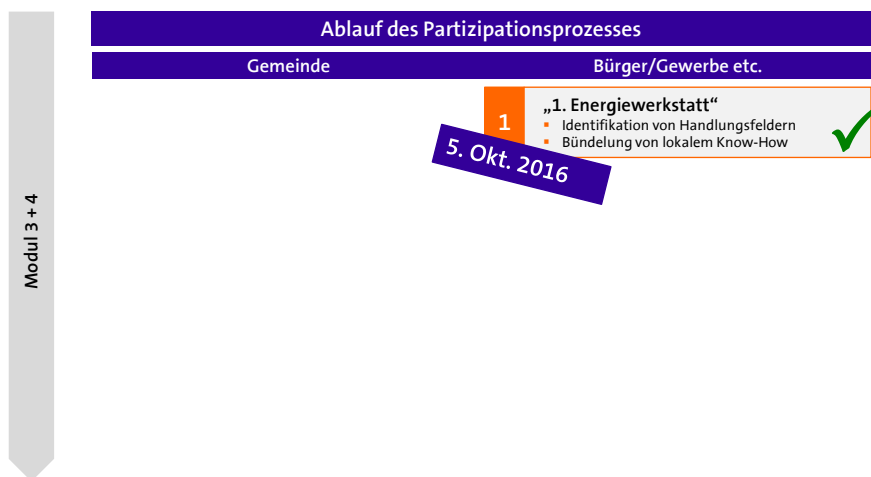 Ablauf des Partizipationsprozesses
Gemeinde
Bürger/Gewerbe etc.
1
„1. Energiewerkstatt“
▪ Identifikation von Handlungsfeldern
▪ Bündelung von lokalem Know-How
5. Okt. 2016
Modul 3 + 4